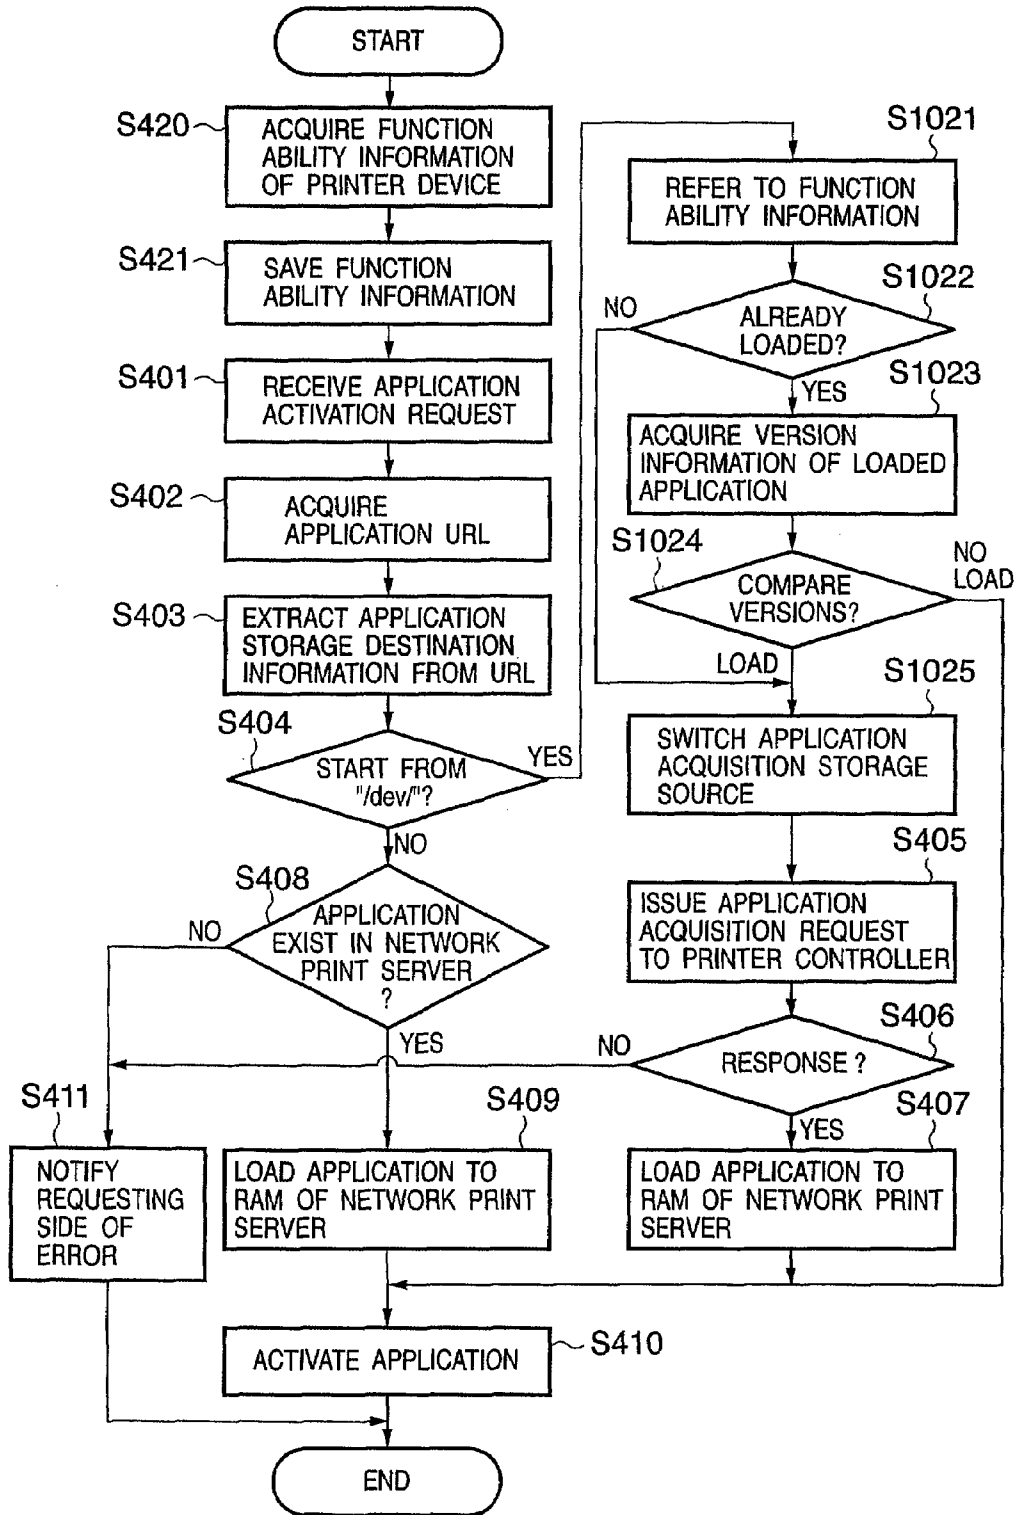 START
S420
ACQUIRE FUNCTION
ABILITY INFORMATION
OF PRINTER DEVICE
S421
SAVE FUNCTION
ABILITY INFORMATION
S401
RECEIVE APPLICATION
ACTIVATION REQUEST
S402
ACQUIRE
APPLICATION URL
S403
EXTRACT APPLICATION
STORAGE DESTINATION
INFORMATION FROM URL
S404
START FROM
"/dev/"?
YES
NO
S408
APPLICATION
EXIST IN NETWORK
PRINT SERVER
?
NO
YES
S1021
REFER TO FUNCTION
ABILITY INFORMATION
S1022
ALREADY
LOADED?
NO
YES
S1023
ACQUIRE VERSION
INFORMATION OF LOADED
APPLICATION
S1024
COMPARE
VERSIONS?
NO
LOAD
LOAD
S1025
SWITCH APPLICATION
ACQUISITION STORAGE
SOURCE
S405
ISSUE APPLICATION
ACQUISITION REQUEST
TO PRINTER CONTROLLER
S406
RESPONSE ?
NO
YES
S407
LOAD APPLICATION TO
RAM OF NETWORK PRINT
SERVER
S409
LOAD APPLICATION TO
RAM OF NETWORK PRINT
SERVER
S411
NOTIFY
REQUESTING
SIDE OF
ERROR
S410
ACTIVATE APPLICATION
END